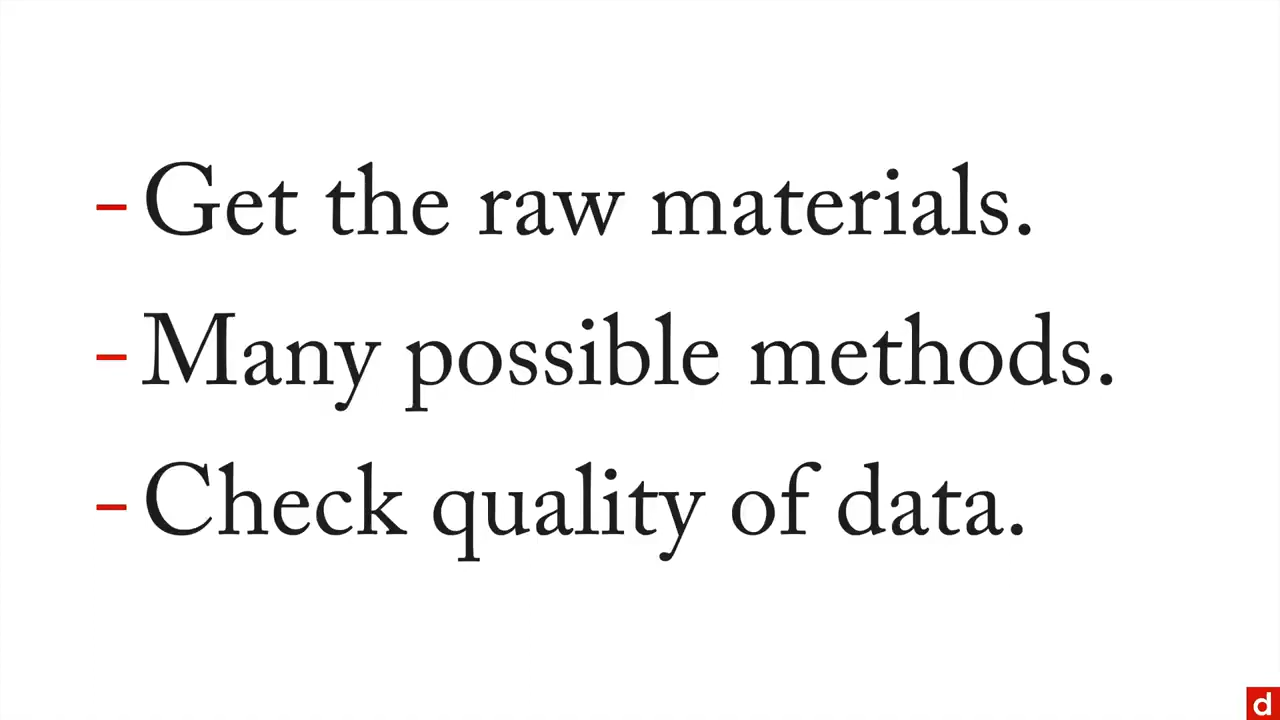 - Get the raw materials.
- Many possible methods.
- Check quality of data.
d